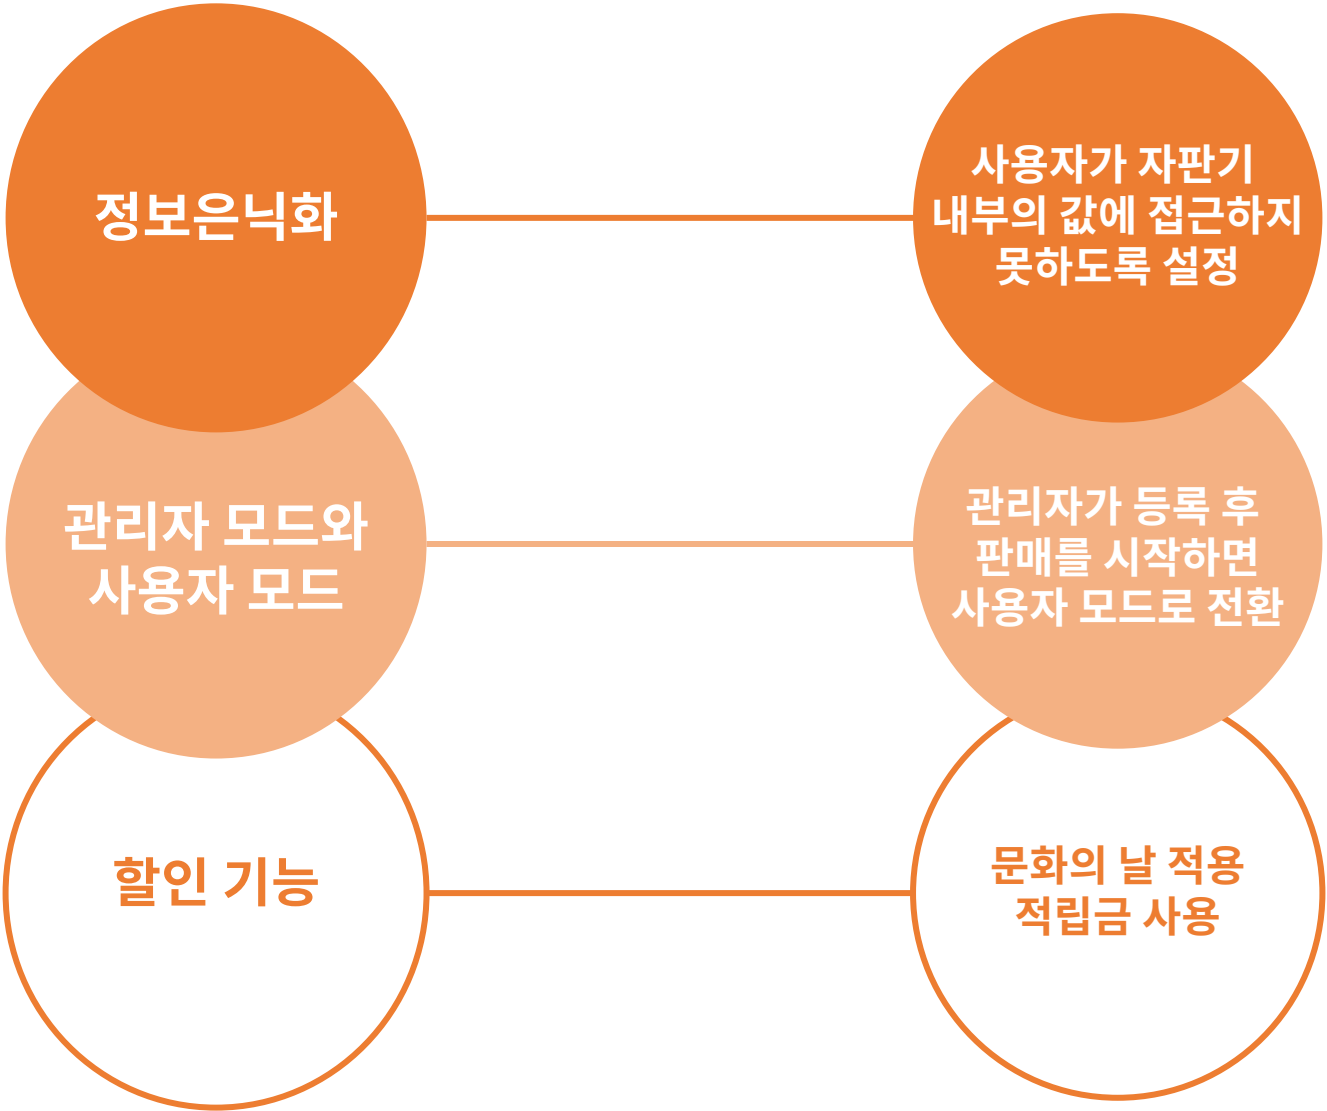 정보은닉화
사용자가 자판기
내부의 값에 접근하지
못하도록 설정
관리자 모드와
사용자 모드
관리자가 등록 후
판매를 시작하면
사용자 모드로 전환
할인 기능
문화의 날 적용
적립금 사용